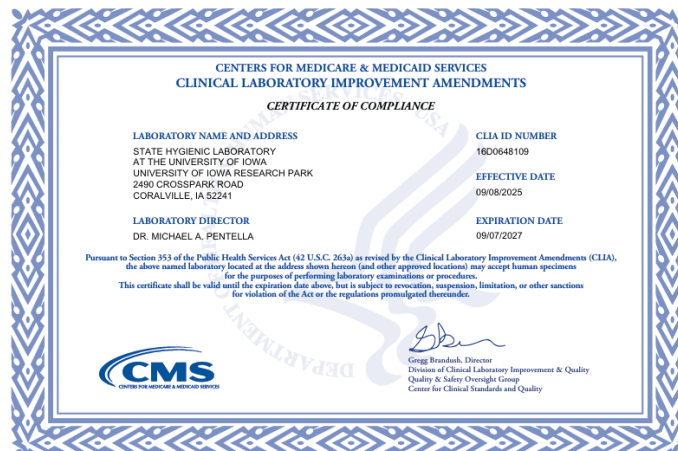 CENTERS FOR MEDICARE & MEDICAID SERVICES
CLINICAL LABORATORY IMPROVEMENT AMENDMENTS
CERTIFICATE OF COMPLIANCE
LABORATORY NAME AND ADDRESS
STATE HYGIENIC LABORATORY
AT THE UNIVERSITY OF IOWA
UNIVERSITY OF IOWA RESEARCH PARK
2490 CROSSPARK ROAD
CORALVILLE, IA 52241
CLIA ID NUMBER
16D0648109
EFFECTIVE DATE
09/08/2025
LABORATORY DIRECTOR
DR. MICHAEL A. PENTELLA
EXPIRATION DATE
09/07/2027
Pursuant to Section 353 of the Public Health Services Act (42 U.S.C. 263a) as revised by the Clinical Laboratory Improvement Amendments (CLIA),
the above named laboratory located at the address shown hereon (and other approved locations) may accept human specimens
for the purposes of performing laboratory examinations or procedures.
This certificate shall be valid until the expiration date above, but is subject to revocation, suspension, limitation, or other sanctions
for violation of the Act or the regulations promulgated thereunder.
CMS
CENTERS FOR MEDICARE & MEDICAID SERVICES
Gregg Brandush, Director
Division of Clinical Laboratory Improvement & Quality
Quality & Safety Oversight Group
Center for Clinical Standards and Quality